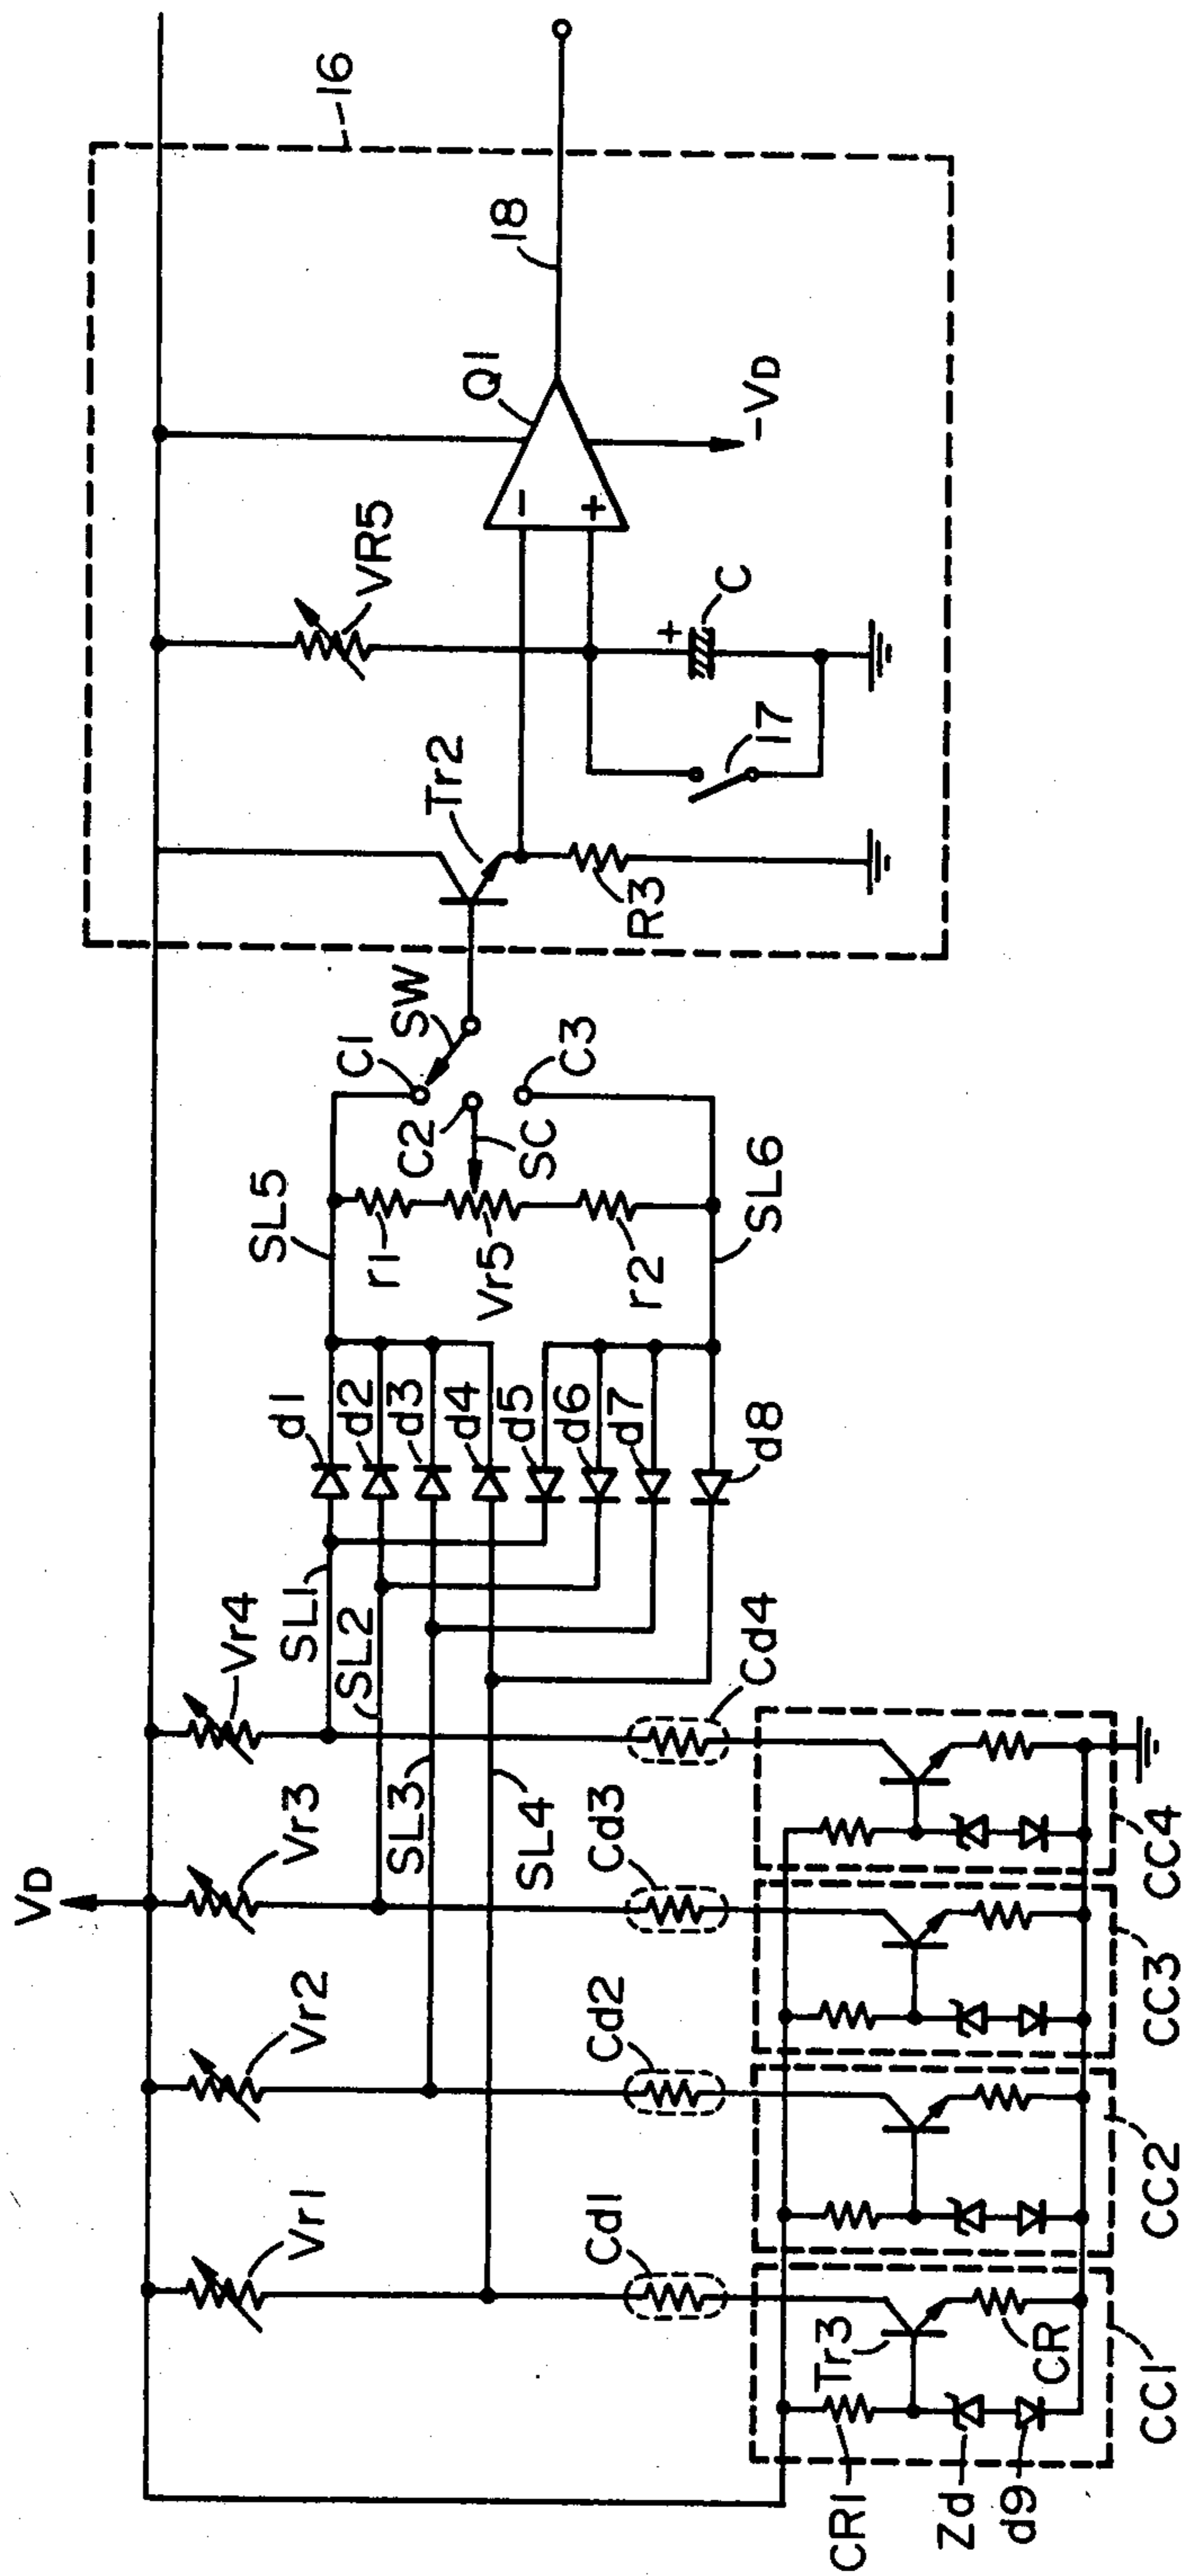 VD
Vr1
Vr2
Vr3
Vr4
SL1
SL2
SL3
SL4
Cd1
Cd2
Cd3
Cd4
CR1
Tr3
Zd
d9
CR
CC1
CC2
CC3
CC4
d1
d2
d3
d4
d5
d6
d7
d8
SL5
SL6
r1
Vr5
r2
C1
C2
C3
SC
SW
Tr2
R3
VR5
17
+
C
Q1
-
+
-VD
18
16